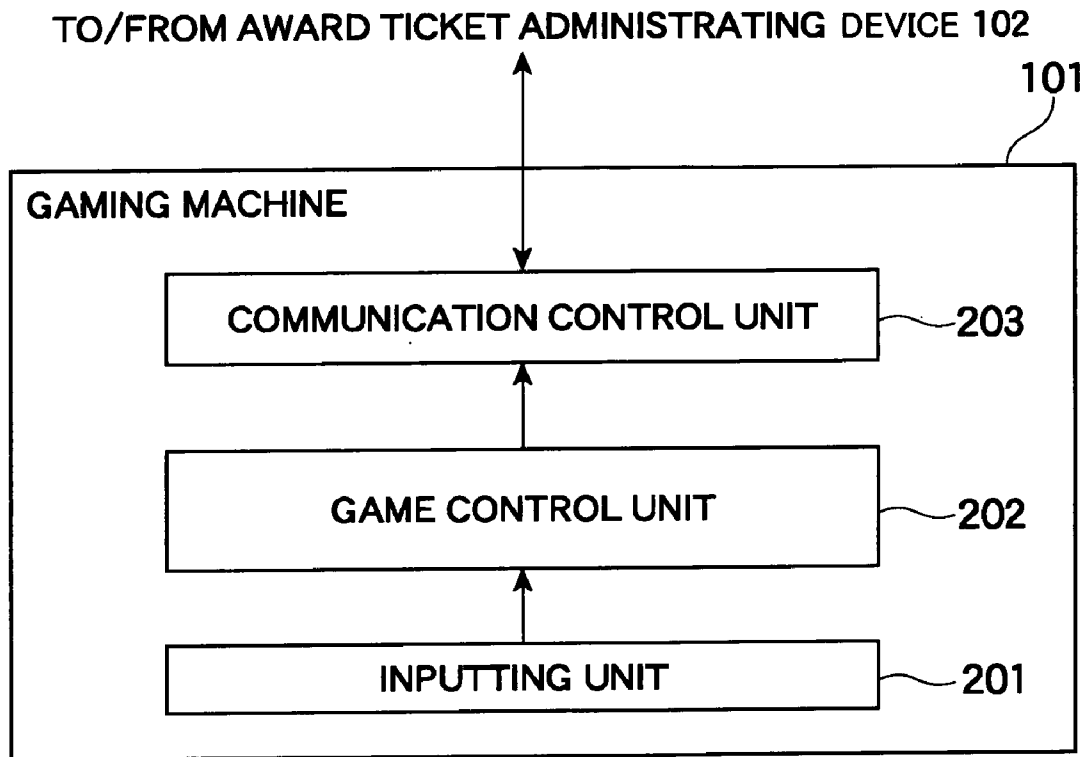 TO/FROM AWARD TICKET ADMINISTRATING DEVICE 102
101
GAMING MACHINE
COMMUNICATION CONTROL UNIT
203
GAME CONTROL UNIT
202
INPUTTING UNIT
201